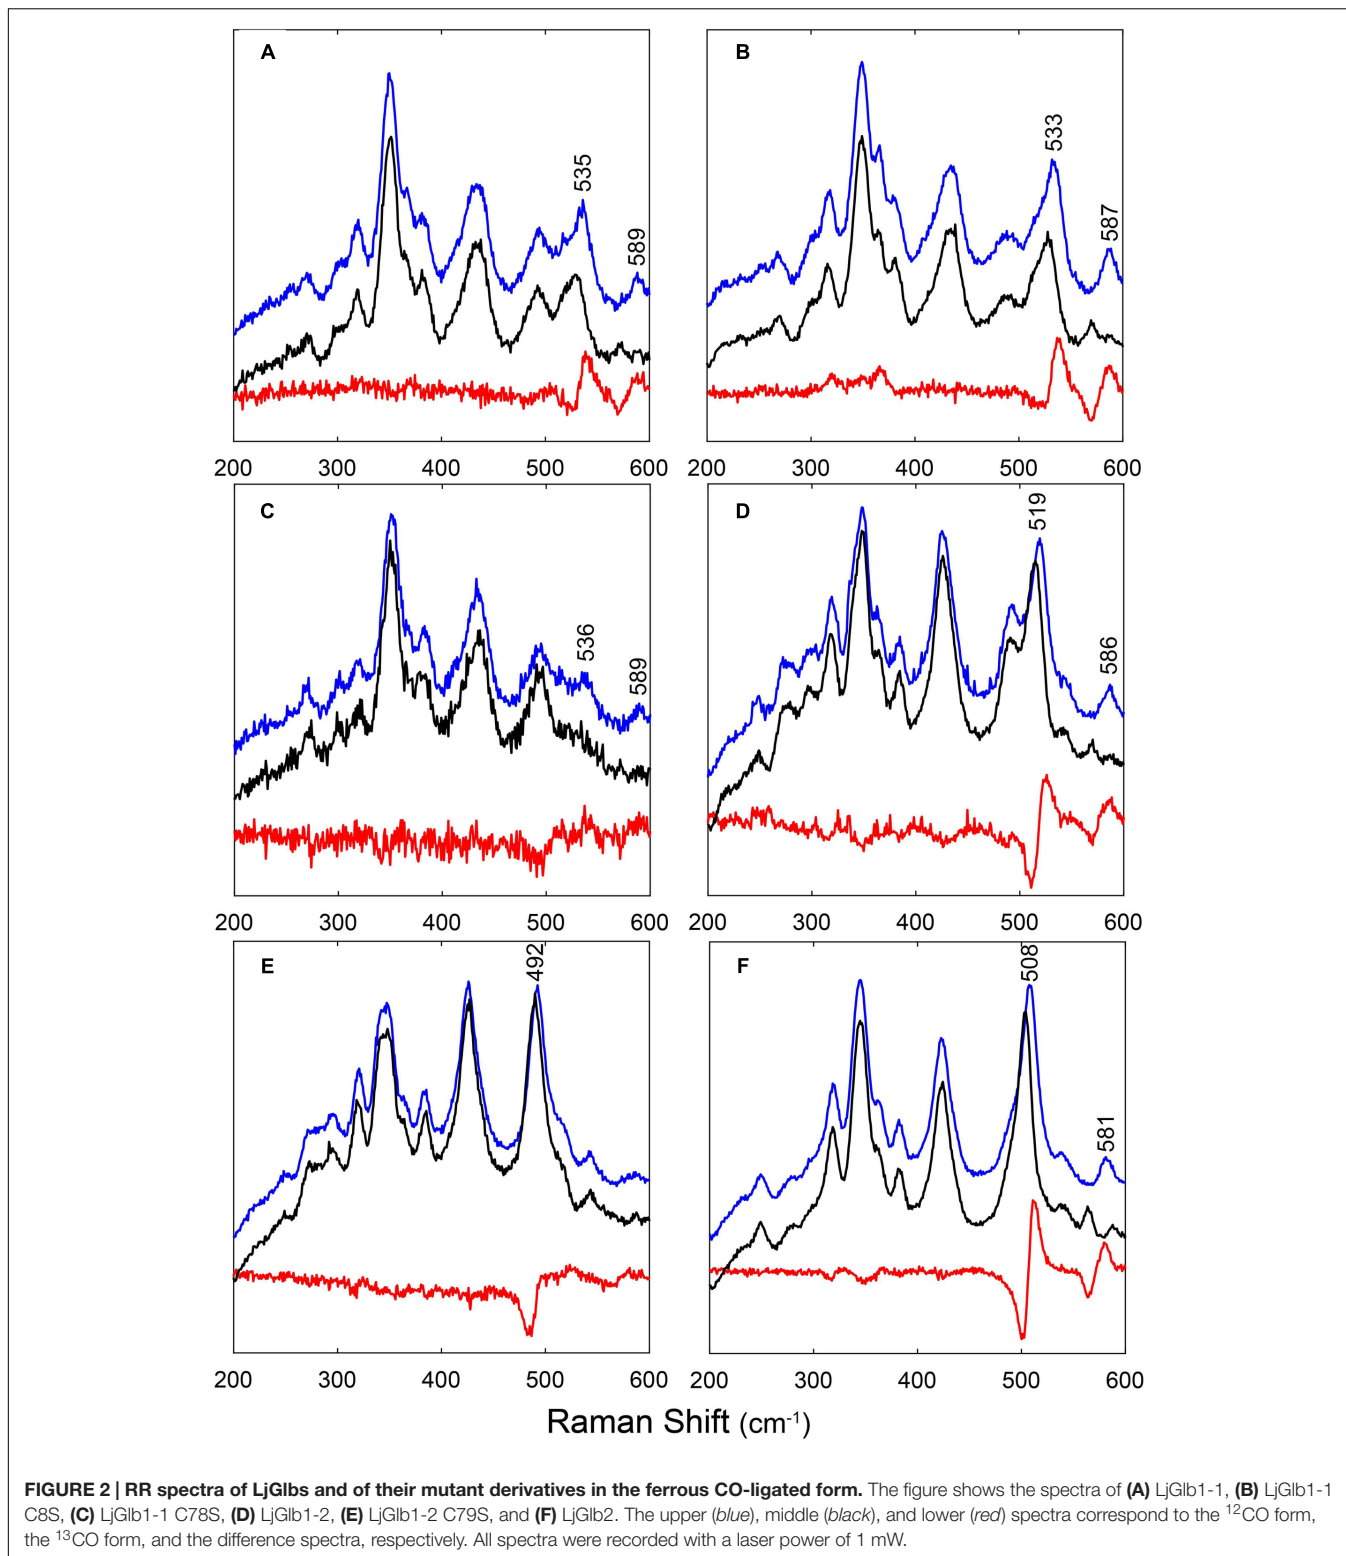 A
535
589
200 300 400 500 600
B
533
587
200 300 400 500 600
C
536
589
200 300 400 500 600
D
519
586
200 300 400 500 600
E
492
200 300 400 500 600
F
508
581
200 300 400 500 600
Raman Shift (cm-1)
FIGURE 2 | RR spectra of LjGlbs and of their mutant derivatives in the ferrous CO-ligated form. The figure shows the spectra of (A) LjGlb1-1, (B) LjGlb1-1
C8S, (C) LjGlb1-1 C78S, (D) LjGlb1-2, (E) LjGlb1-2 C79S, and (F) LjGlb2. The upper (blue), middle (black), and lower (red) spectra correspond to the 12CO form,
the 13CO form, and the difference spectra, respectively. All spectra were recorded with a laser power of 1 mW.